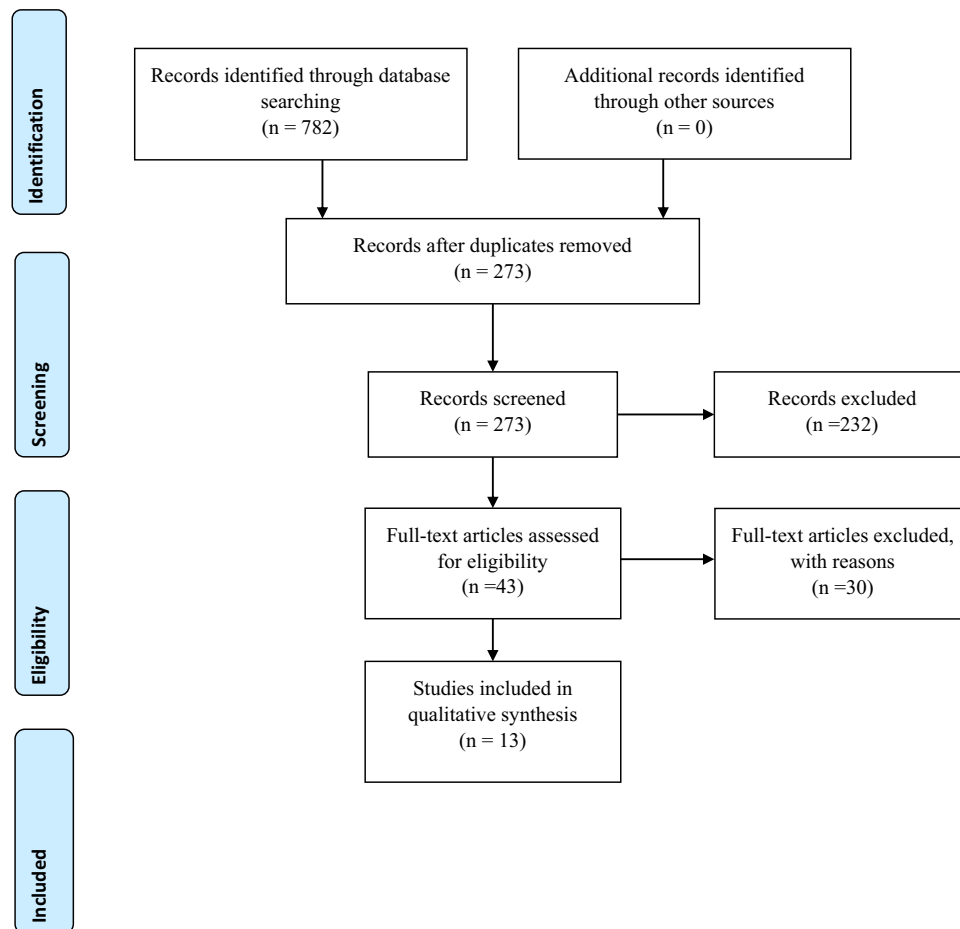 Identification
Records identified through database
searching
(n = 782)
Additional records identified
through other sources
(n = 0)
Records after duplicates removed
(n = 273)
Screening
Records screened
(n = 273)
Records excluded
(n =232)
Eligibility
Full-text articles assessed
for eligibility
(n =43)
Full-text articles excluded,
with reasons
(n =30)
Studies included in
qualitative synthesis
(n = 13)
Included